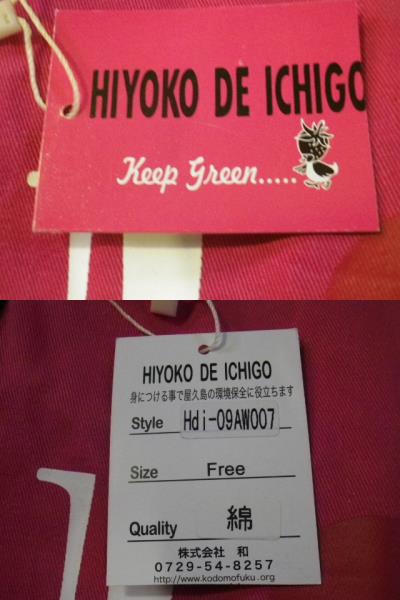 HIYOKO DE ICHIGO
Keep Green.....
HIYOKO DE ICHIGO
身につける事で屋久島の環境保全に役立ちます
Style Hdi-09AW007
Size Free
Quality 綿
株式会社 和
0729-54-8257
http://www.kodomofuku.org